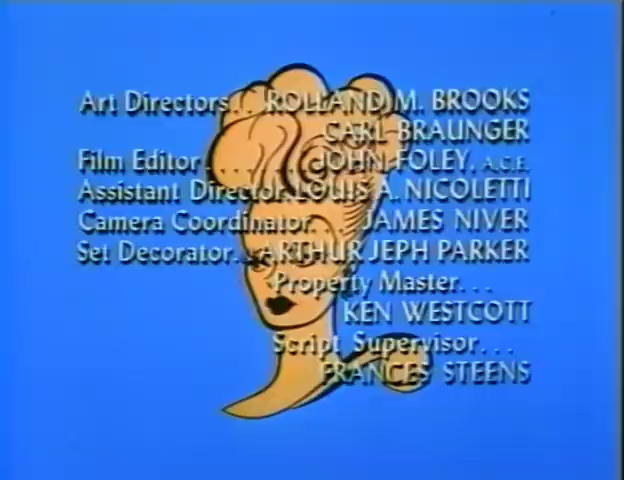 Art Directors... ROLLAND M. BROOKS
CARL BRAUNGER
Film Editor........JOHN FOLEY, A.C.E.
Assistant Director.LOUIS A. NICOLETTI
Camera Coordinator... JAMES NIVER
Set Decorator...ARTHUR JEPH PARKER
Property Master...
KEN WESTCOTT
Script Supervisor...
FRANCES STEENS